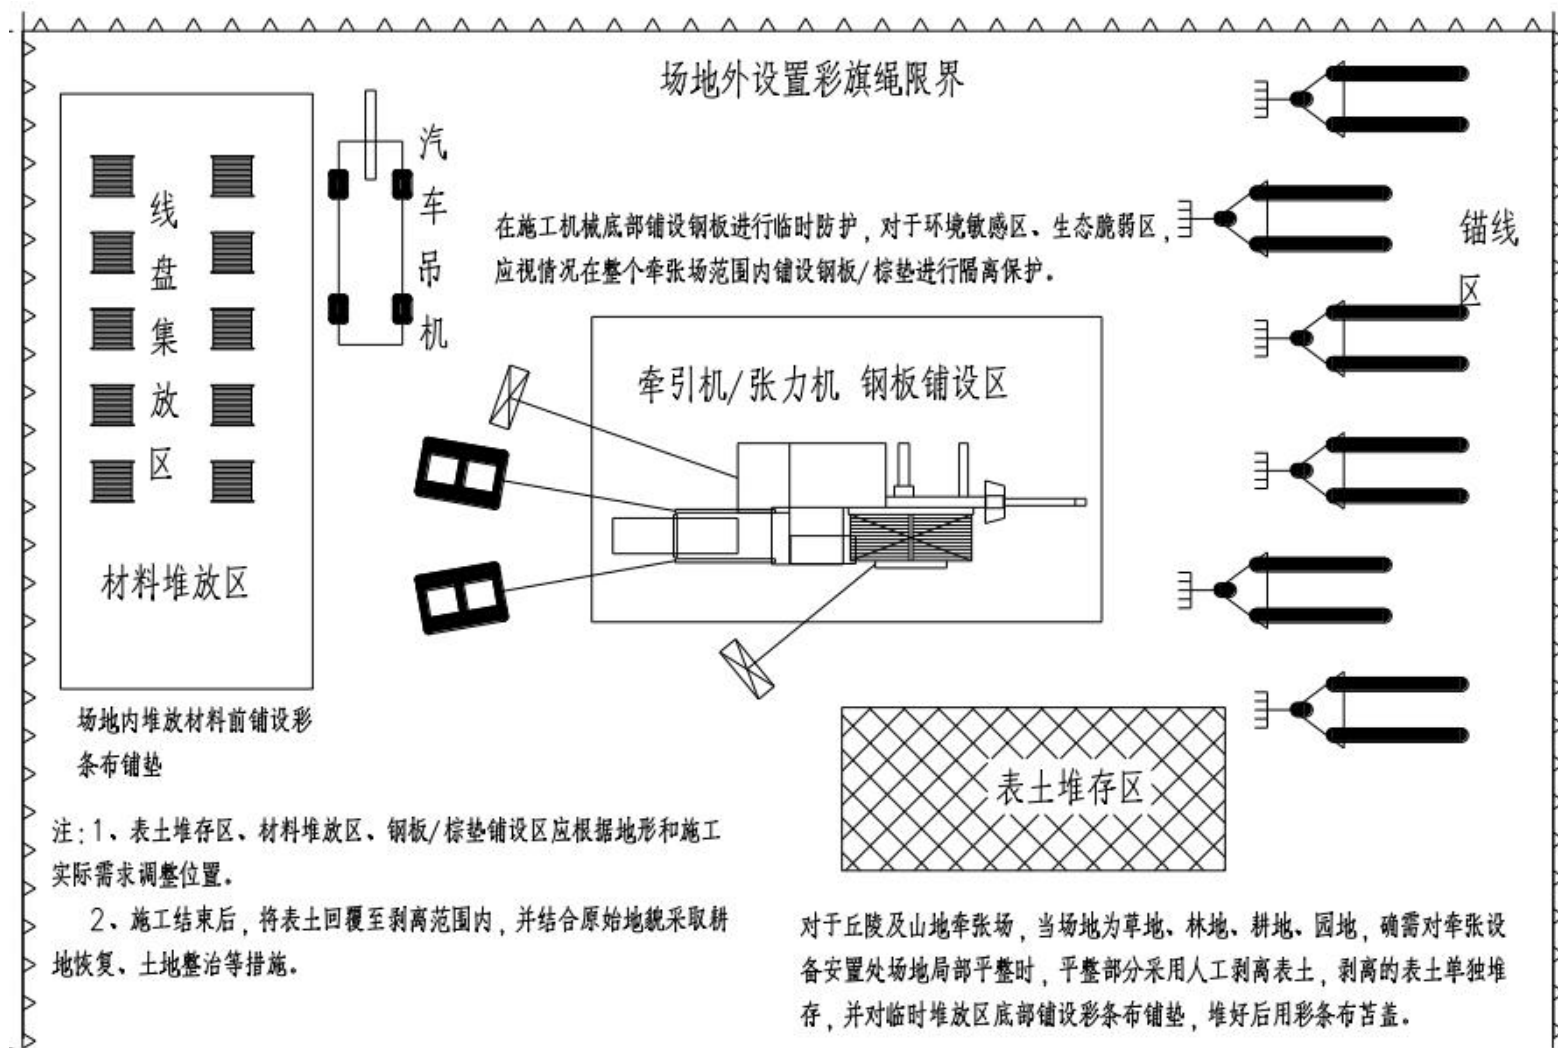 场地外设置彩旗绳限界
汽车吊机
线盘集放区
在施工机械底部铺设钢板进行临时防护，对于环境敏感区、生态脆弱区，
应视情况在整个牵张场范围内铺设钢板/棕垫进行隔离保护。
锚线
区
牵引机/张力机 钢板铺设区
材料堆放区
场地内堆放材料前铺设彩
条布铺垫
表土堆存区
注：1、表土堆存区、材料堆放区、钢板/棕垫铺设区应根据地形和施工
实际需求调整位置。
2、施工结束后，将表土回覆至剥离范围内，并结合原始地貌采取耕
地恢复、土地整治等措施。
对于丘陵及山地牵张场，当场地为草地、林地、耕地、园地，确需对牵张设
备安置处场地局部平整时，平整部分采用人工剥离表土，剥离的表土单独堆
存，并对临时堆放区底部铺设彩条布铺垫，堆好后用彩条布苫盖。